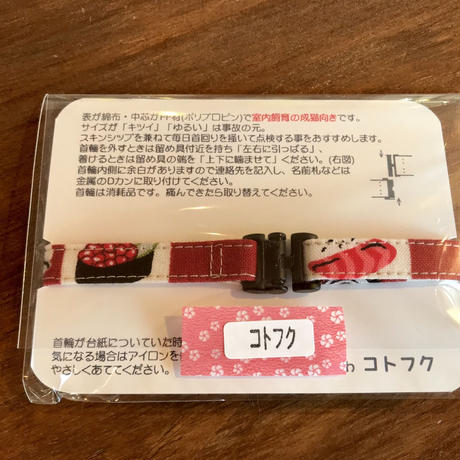 表が綿布・中芯がPP材(ポリプロピン)で室内飼育の成猫向きです。
サイズが「キツイ」「ゆるい」は事故の元。
スキンシップを兼ねて毎日首回りを掻いて点検する事をおすすめします。
首輪を外すときは留め具付近を持ち「左右に引っぱる」、
着けるときは留め具の端を「上下に噛ませて」ください。(右図)
首輪内側に余白がありますので連絡先を記入し、名前札などは
金属のDカンに取り付けてください。
首輪は消耗品です。痛んできたら取り替えてください。
コトフク
首輪が台紙についていた時
気になる場合はアイロンを
やさしくあててください。
コトフク